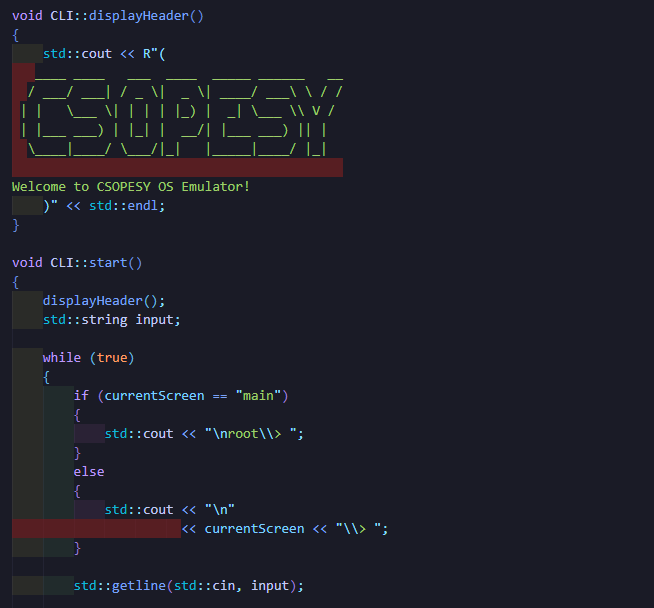 void CLI::displayHeader()
{
    std::cout << R"(
   ____ ____   ___  ____  _____ ______   __
  / ___/ ___| / _ \|  _ \| ____/ ___\ \ / /
 | |   \___ \| | | | |_) |  _| \___ \\ V /
 | |___ ___) | |_| |  __/| |___ ___) || |
  \____|____/ \___/|_|   |_____|____/ |_|

Welcome to CSOPESY OS Emulator!
    )" << std::endl;
}

void CLI::start()
{
    displayHeader();
    std::string input;

    while (true)
    {
        if (currentScreen == "main")
        {
            std::cout << "\nroot\\> ";
        }
        else
        {
            std::cout << "\n"
                      << currentScreen << "\\> ";
        }

        std::getline(std::cin, input);